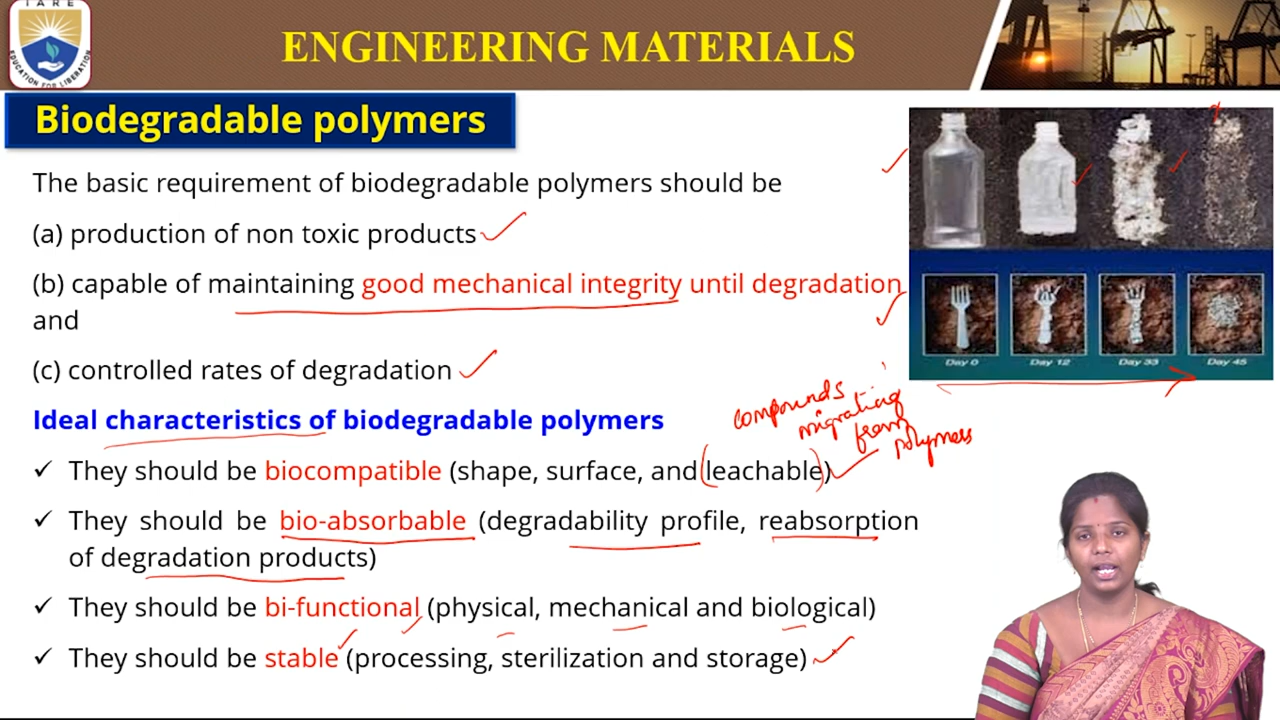 IARE
EDUCATION FOR LIBERATION
ENGINEERING MATERIALS
Biodegradable polymers
The basic requirement of biodegradable polymers should be
(a) production of non toxic products
(b) capable of maintaining good mechanical integrity until degradation
and
(c) controlled rates of degradation
Day 0 Day 12 Day 33 Day 45
Ideal characteristics of biodegradable polymers
compounds
migrating
from
polymers
✓ They should be biocompatible (shape, surface, and leachable)
✓ They should be bio-absorbable (degradability profile, reabsorption
of degradation products)
✓ They should be bi-functional (physical, mechanical and biological)
✓ They should be stable (processing, sterilization and storage)